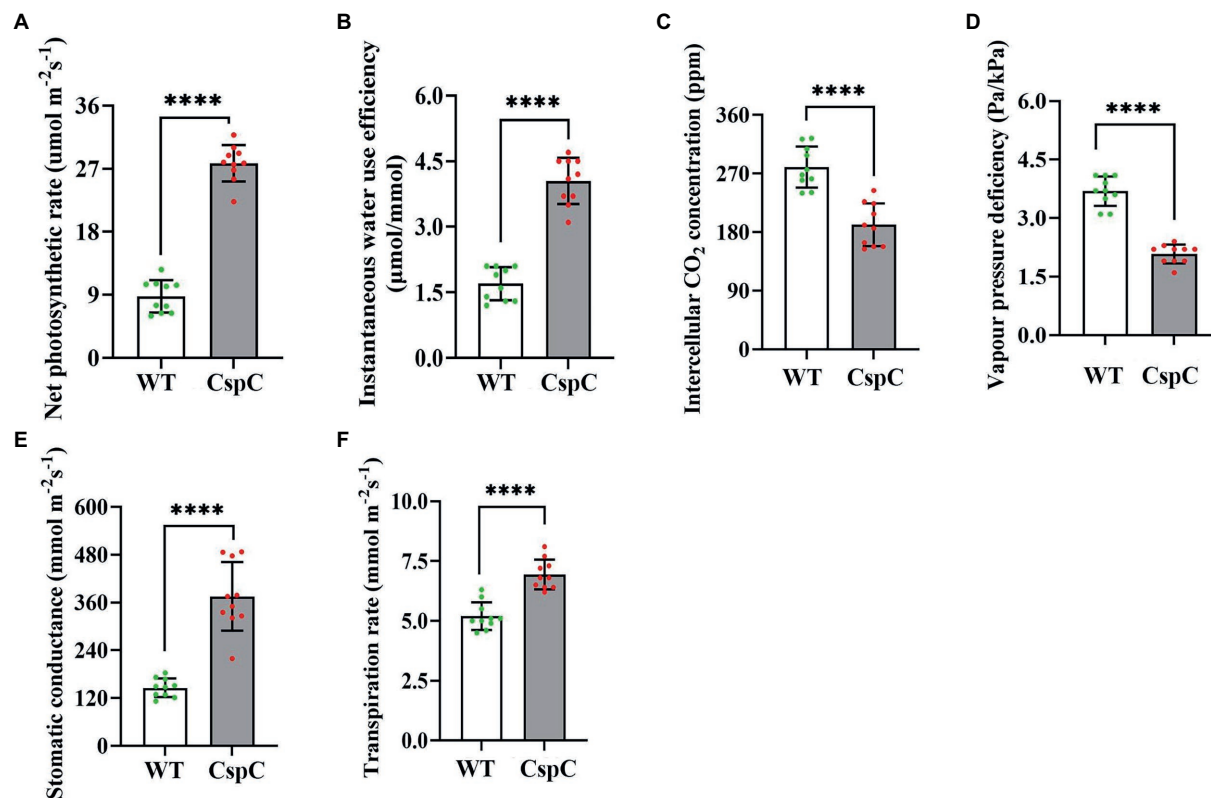 A
Net photosynthetic rate (umol m⁻²s⁻¹)
36
27
18
9
0
****
WT
CspC
B
Instantaneous water use efficiency
(μmol/mmol)
6.0
4.5
3.0
1.5
0.0
****
WT
CspC
C
Intercellular CO₂ concentration (ppm)
360
270
180
90
0
****
WT
CspC
D
Vapour pressure deficiency (Pa/kPa)
6.0
4.5
3.0
1.5
0.0
****
WT
CspC
E
Stomatic conductance (mmol m⁻²s⁻¹)
600
480
360
240
120
0
****
WT
CspC
F
Transpiration rate (mmol m⁻²s⁻¹)
10.0
7.5
5.0
2.5
0.0
****
WT
CspC